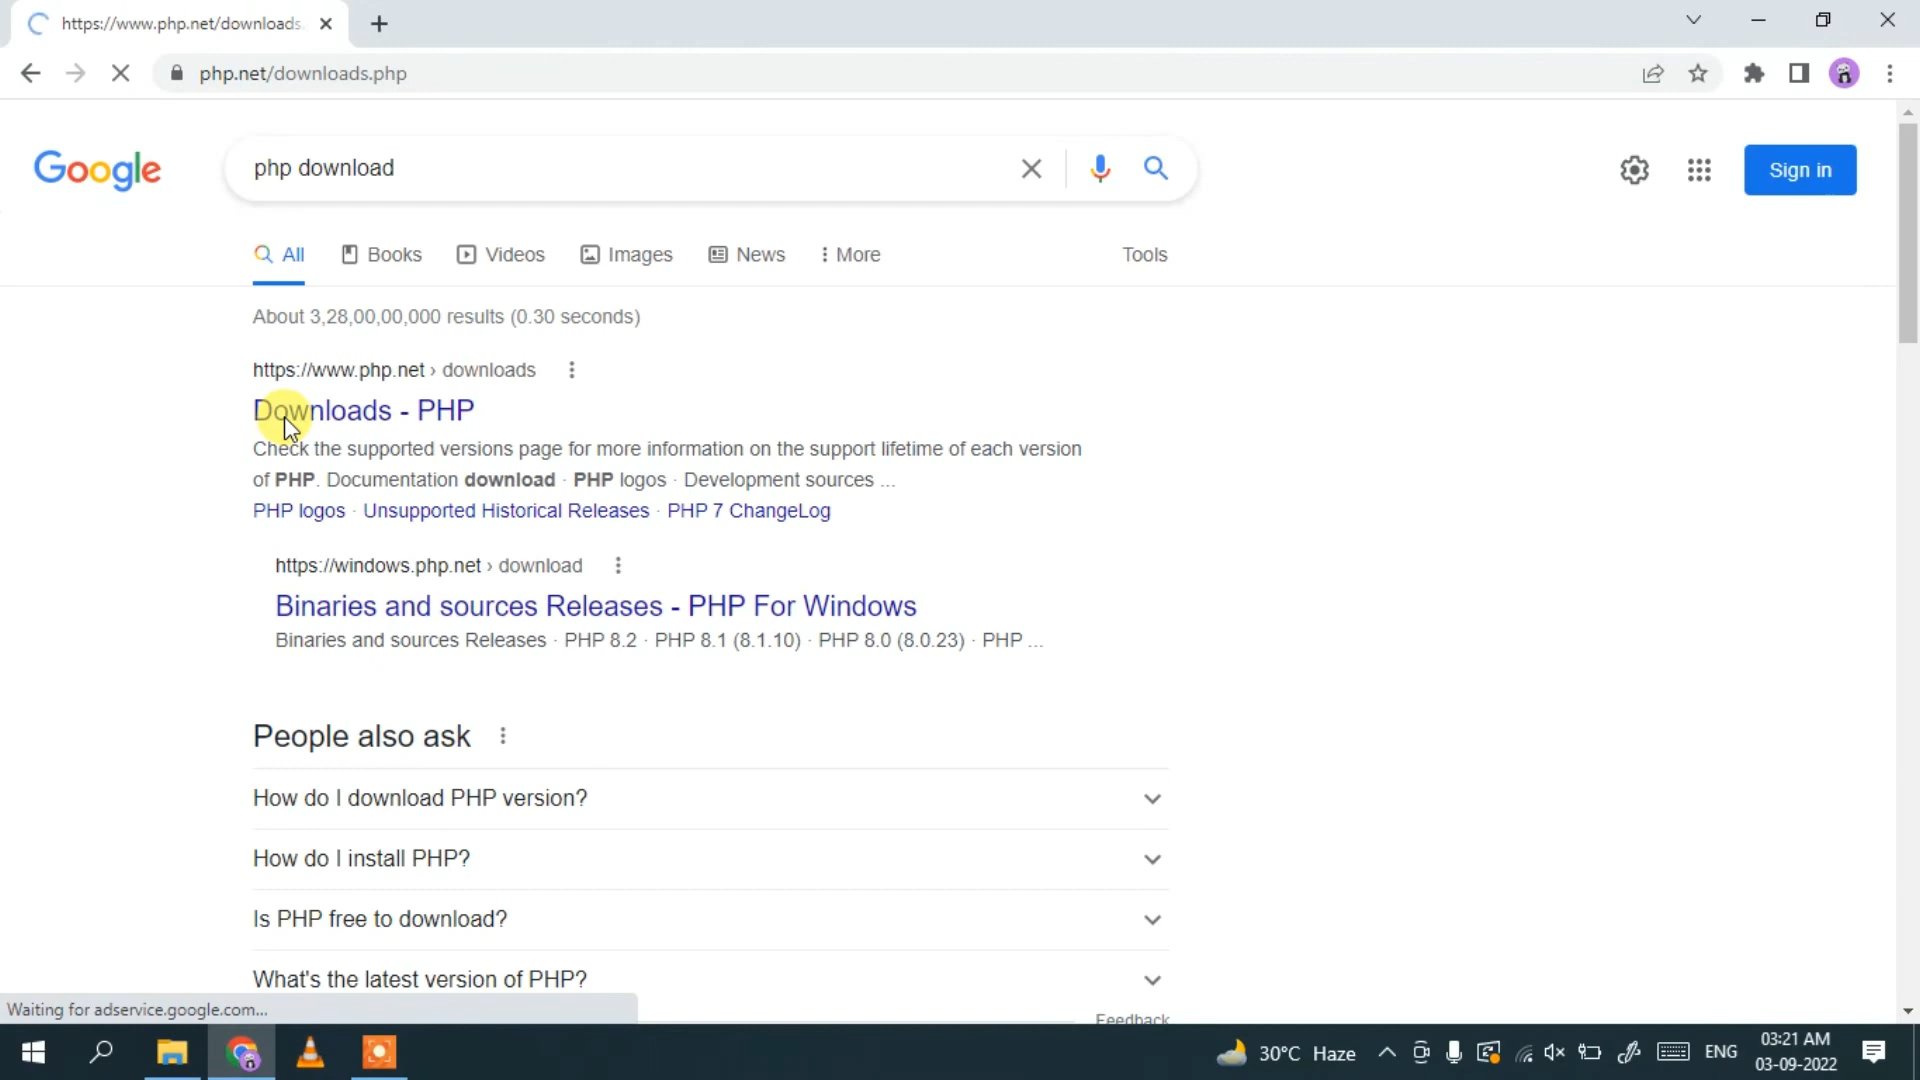 https://www.php.net/downloads.
php.net/downloads.php
Google
php download
Sign in
All
Books
Videos
Images
News
More
Tools
About 3,28,00,00,000 results (0.30 seconds)
https://www.php.net › downloads
Downloads - PHP
Check the supported versions page for more information on the support lifetime of each version
of PHP. Documentation download · PHP logos · Development sources ...
PHP logos · Unsupported Historical Releases · PHP 7 ChangeLog
https://windows.php.net › download
Binaries and sources Releases - PHP For Windows
Binaries and sources Releases · PHP 8.2 · PHP 8.1 (8.1.10) · PHP 8.0 (8.0.23) · PHP ...
People also ask
How do I download PHP version?
How do I install PHP?
Is PHP free to download?
What's the latest version of PHP?
Feedback
Waiting for adservice.google.com...
30°C Haze
ENG
03:21 AM
03-09-2022